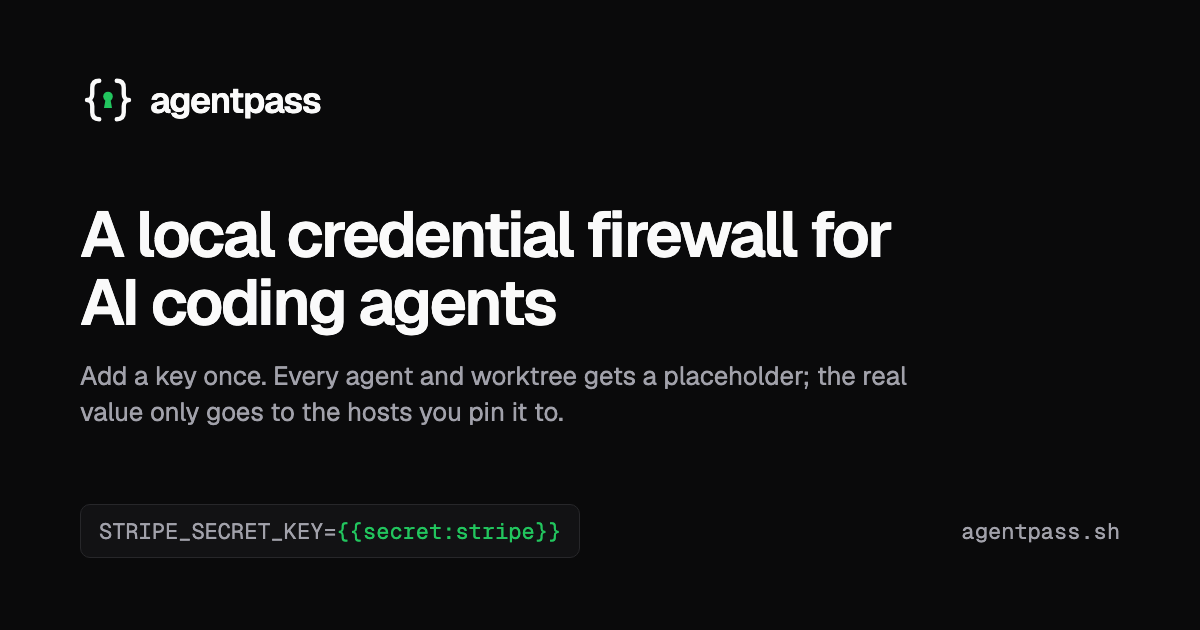 agentpass
A local credential firewall for
AI coding agents
Add a key once. Every agent and worktree gets a placeholder; the real
value only goes to the hosts you pin it to.
STRIPE_SECRET_KEY={{secret:stripe}}
agentpass.sh